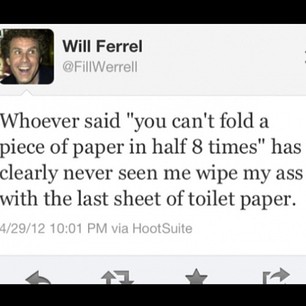 Will Ferrel
@FillWerrell
Whoever said "you can't fold a
piece of paper in half 8 times" has
clearly never seen me wipe my ass
with the last sheet of toilet paper.
4/29/12 10:01 PM via HootSuite